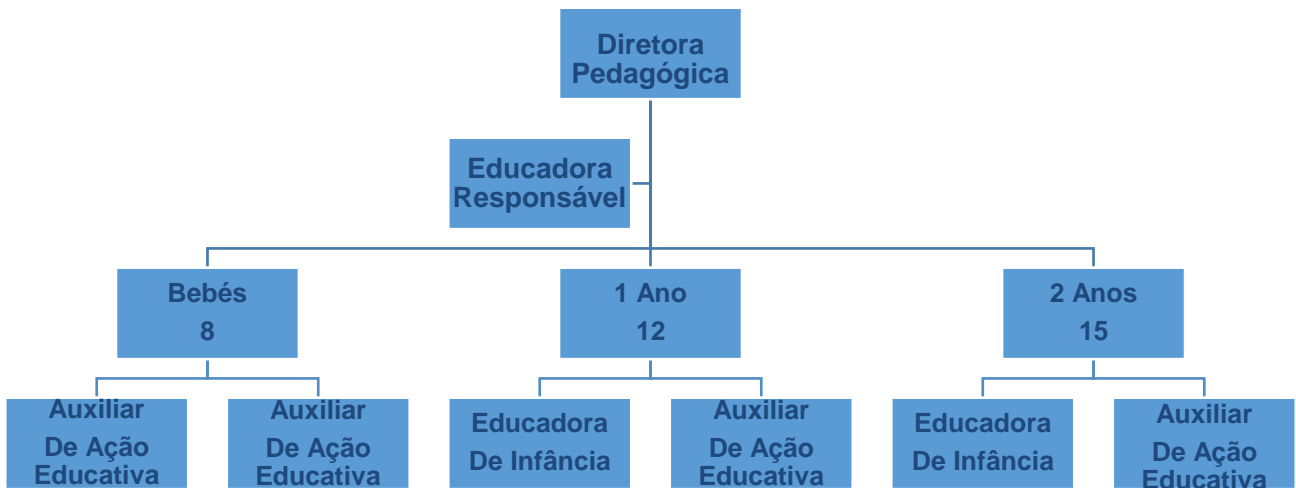 Diretora
Pedagógica
Educadora
Responsável
Bebés
8
1 Ano
12
2 Anos
15
Auxiliar
De Ação
Educativa
Auxiliar
De Ação
Educativa
Educadora
De Infância
Auxiliar
De Ação
Educativa
Educadora
De Infância
Auxiliar
De Ação
Educativa